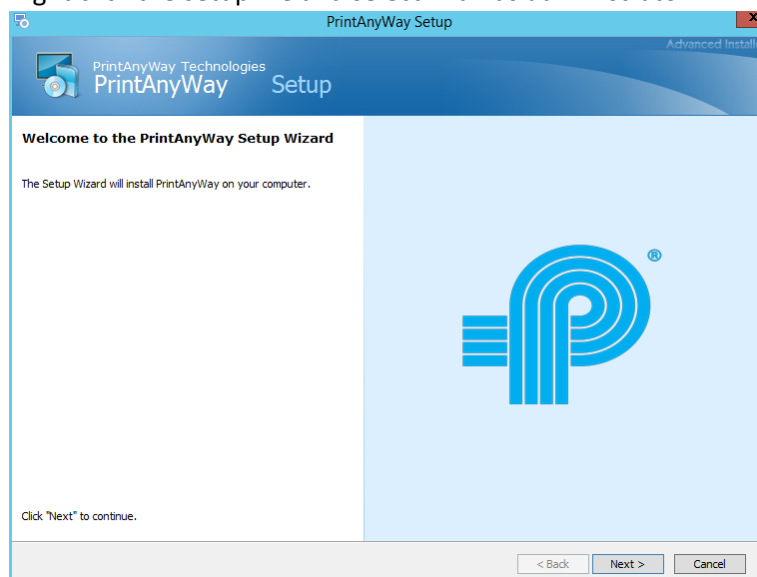 PrintAnyWay Setup
Advanced Install
PrintAnyWay Technologies
PrintAnyWay Setup
Welcome to the PrintAnyWay Setup Wizard
The Setup Wizard will install PrintAnyWay on your computer.
®
Click "Next" to continue.
< Back Next > Cancel